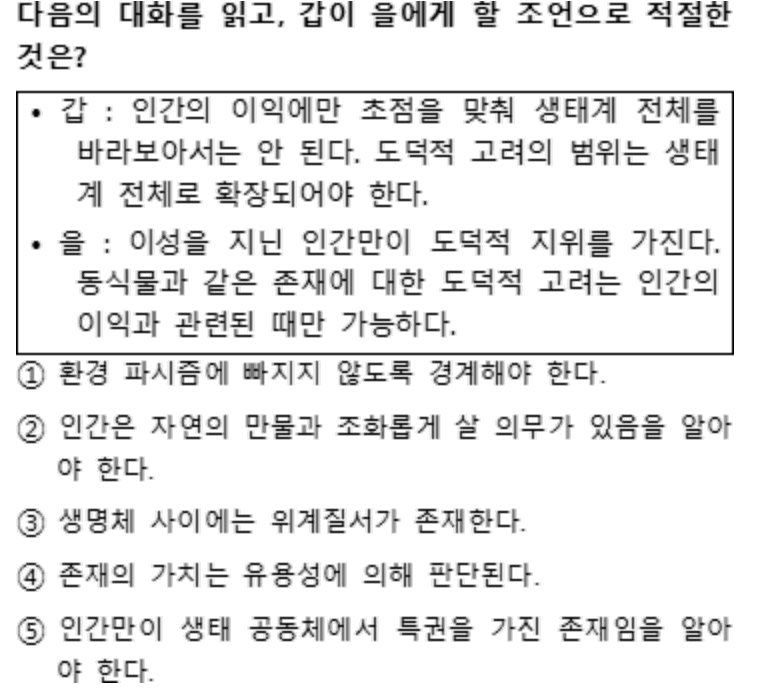 다음의 대화를 읽고, 갑이 을에게 할 조언으로 적절한
것은?
• 갑 : 인간의 이익에만 초점을 맞춰 생태계 전체를
바라보아서는 안 된다. 도덕적 고려의 범위는 생태
계 전체로 확장되어야 한다.
• 을 : 이성을 지닌 인간만이 도덕적 지위를 가진다.
동식물과 같은 존재에 대한 도덕적 고려는 인간의
이익과 관련된 때만 가능하다.
① 환경 파시즘에 빠지지 않도록 경계해야 한다.
② 인간은 자연의 만물과 조화롭게 살 의무가 있음을 알아
야 한다.
③ 생명체 사이에는 위계질서가 존재한다.
④ 존재의 가치는 유용성에 의해 판단된다.
⑤ 인간만이 생태 공동체에서 특권을 가진 존재임을 알아
야 한다.